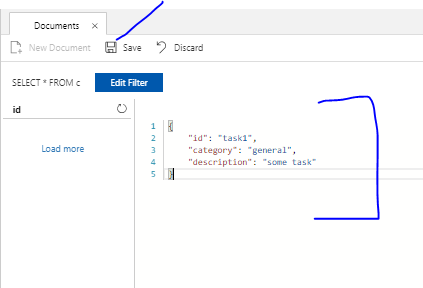 Documents
New Document Save Discard
SELECT * FROM c Edit Filter
id
Load more
1 {
2 "id": "task1",
3 "category": "general",
4 "description": "some task"
5 }